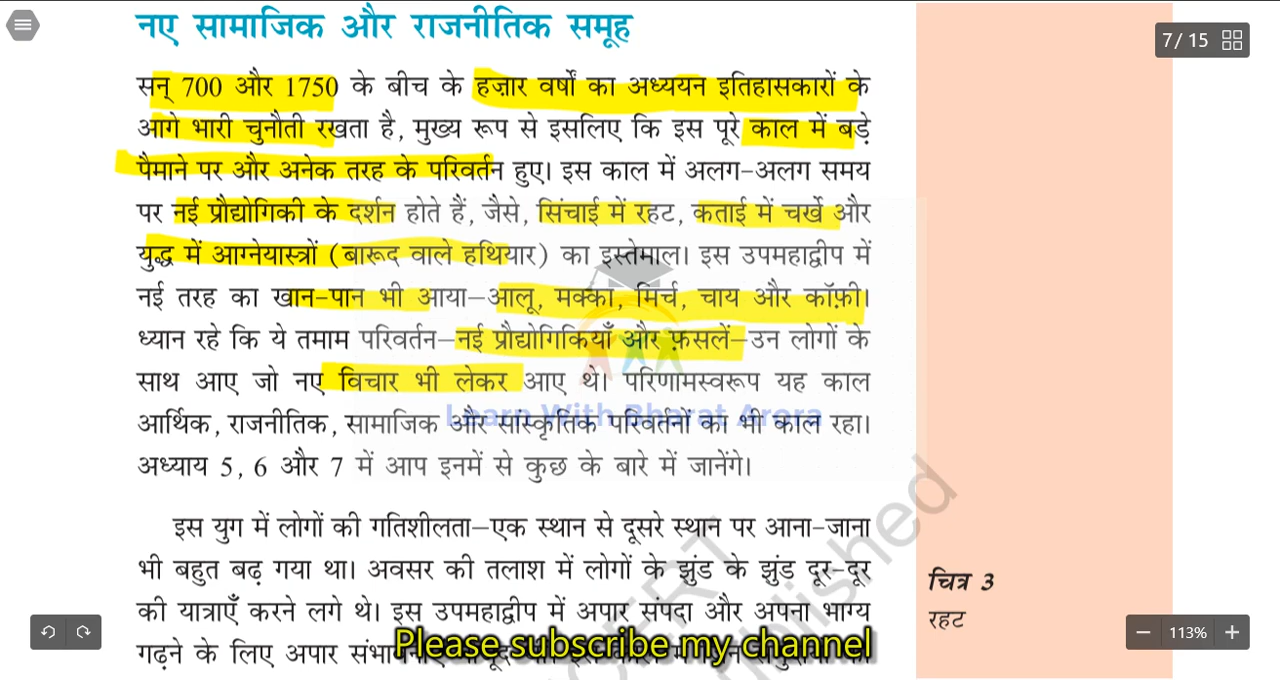 नए सामाजिक और राजनीतिक समूह
7 / 15
सन् 700 और 1750 के बीच के हज़ार वर्षों का अध्ययन इतिहासकारों के
आगे भारी चुनौती रखता है, मुख्य रूप से इसलिए कि इस पूरे काल में बड़े
पैमाने पर और अनेक तरह के परिवर्तन हुए। इस काल में अलग-अलग समय
पर नई प्रौद्योगिकी के दर्शन होते हैं, जैसे, सिंचाई में रहट, कताई में चर्खे और
युद्ध में आग्नेयास्त्रों (बारूद वाले हथियार) का इस्तेमाल। इस उपमहाद्वीप में
नई तरह का खान-पान भी आया–आलू, मक्का, मिर्च, चाय और कॉफ़ी।
ध्यान रहे कि ये तमाम परिवर्तन–नई प्रौद्योगिकियाँ और फ़सलें–उन लोगों के
साथ आए जो नए विचार भी लेकर आए थे। परिणामस्वरूप यह काल
आर्थिक, राजनीतिक, सामाजिक और सांस्कृतिक परिवर्तनों का भी काल रहा।
Learn With Bharat Arora
अध्याय 5, 6 और 7 में आप इनमें से कुछ के बारे में जानेंगे।
इस युग में लोगों की गतिशीलता–एक स्थान से दूसरे स्थान पर आना-जाना
भी बहुत बढ़ गया था। अवसर की तलाश में लोगों के झुंड के झुंड दूर-दूर
की यात्राएँ करने लगे थे। इस उपमहाद्वीप में अपार संपदा और अपना भाग्य
गढ़ने के लिए अपार
Please subscribe my channel
चित्र 3
रहट
113%